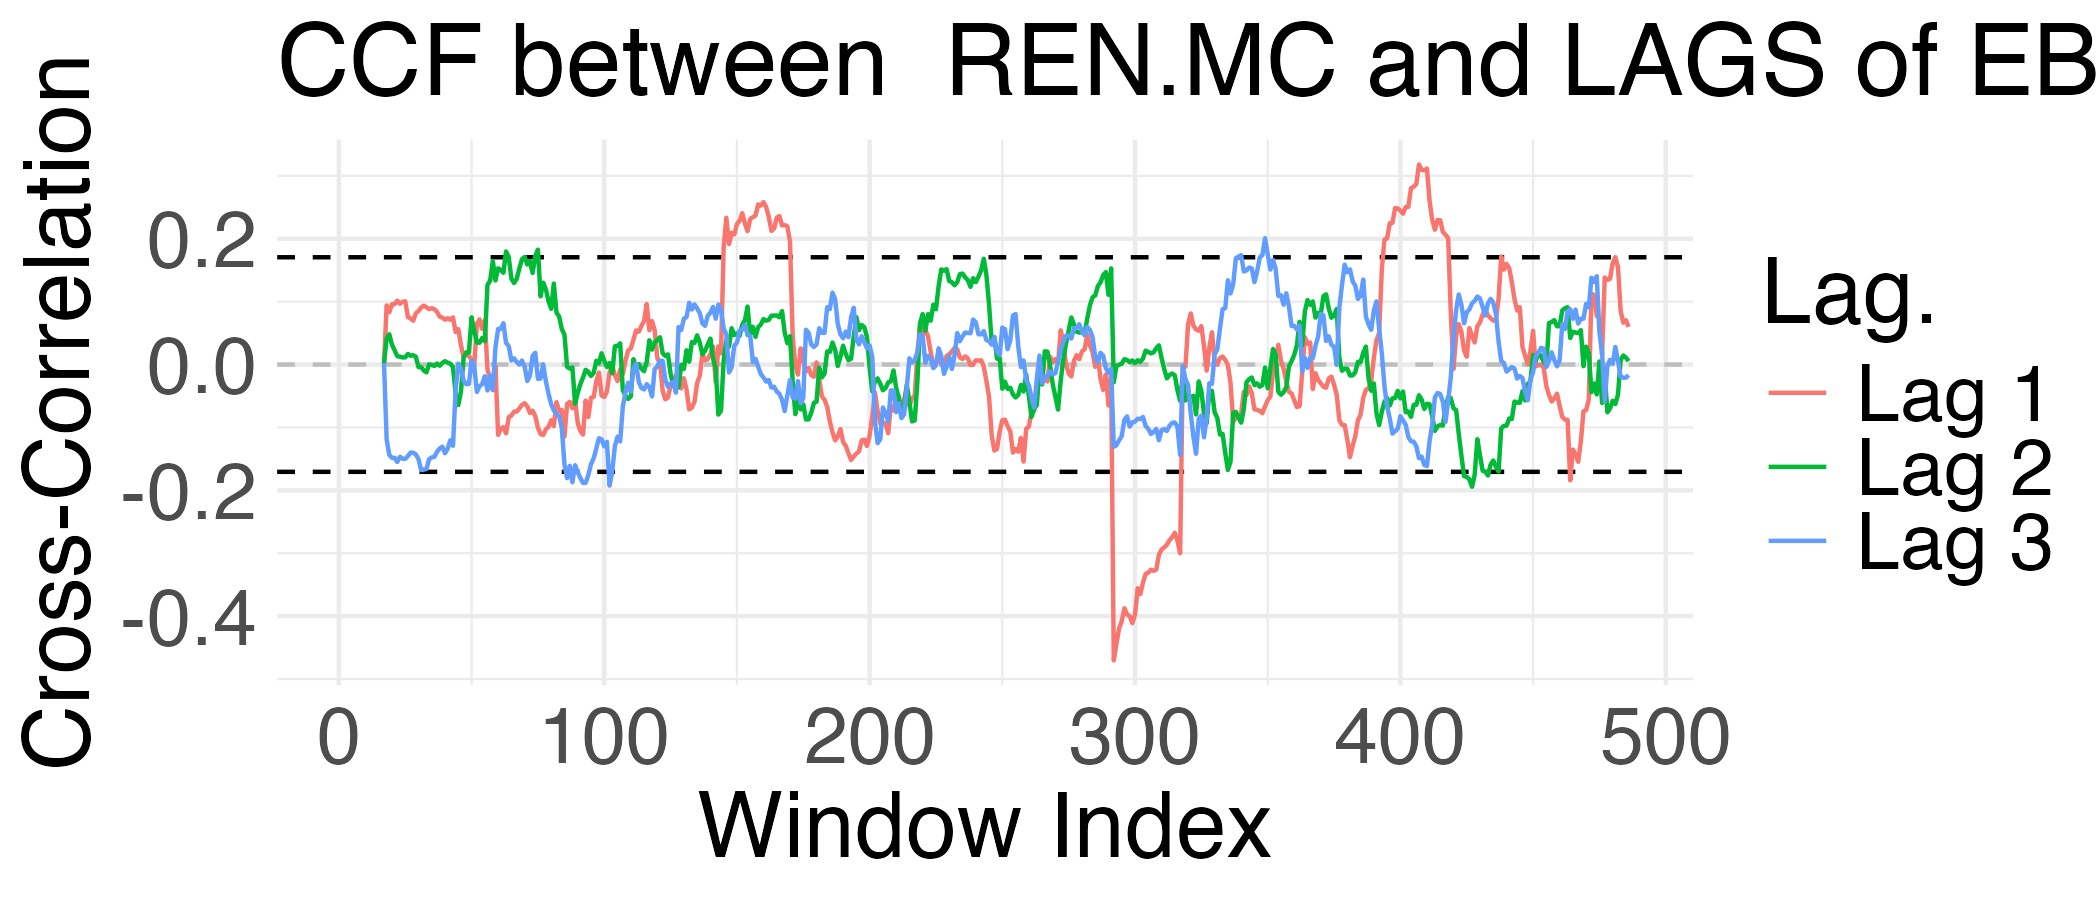 CCF between  REN.MC and LAGS of EB
Cross-Correlation
0.2
0.0
-0.2
-0.4
0 100 200 300 400 500
Window Index
Lag.
Lag 1
Lag 2
Lag 3